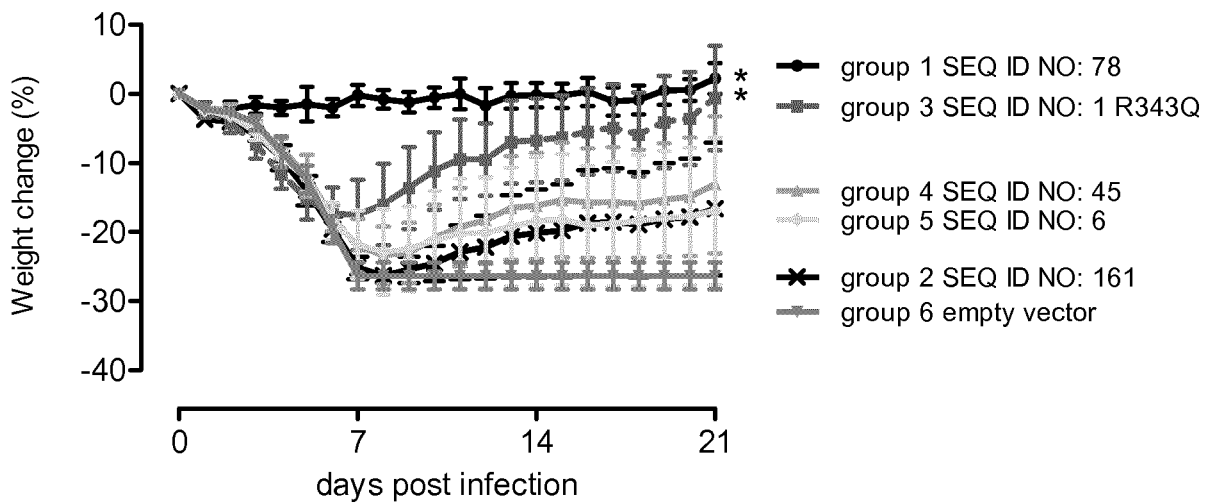 10
0
-10
-20
-30
-40
Weight change (%)
0 7 14 21
days post infection
*
*
group 1 SEQ ID NO: 78
group 3 SEQ ID NO: 1 R343Q
group 4 SEQ ID NO: 45
group 5 SEQ ID NO: 6
group 2 SEQ ID NO: 161
group 6 empty vector